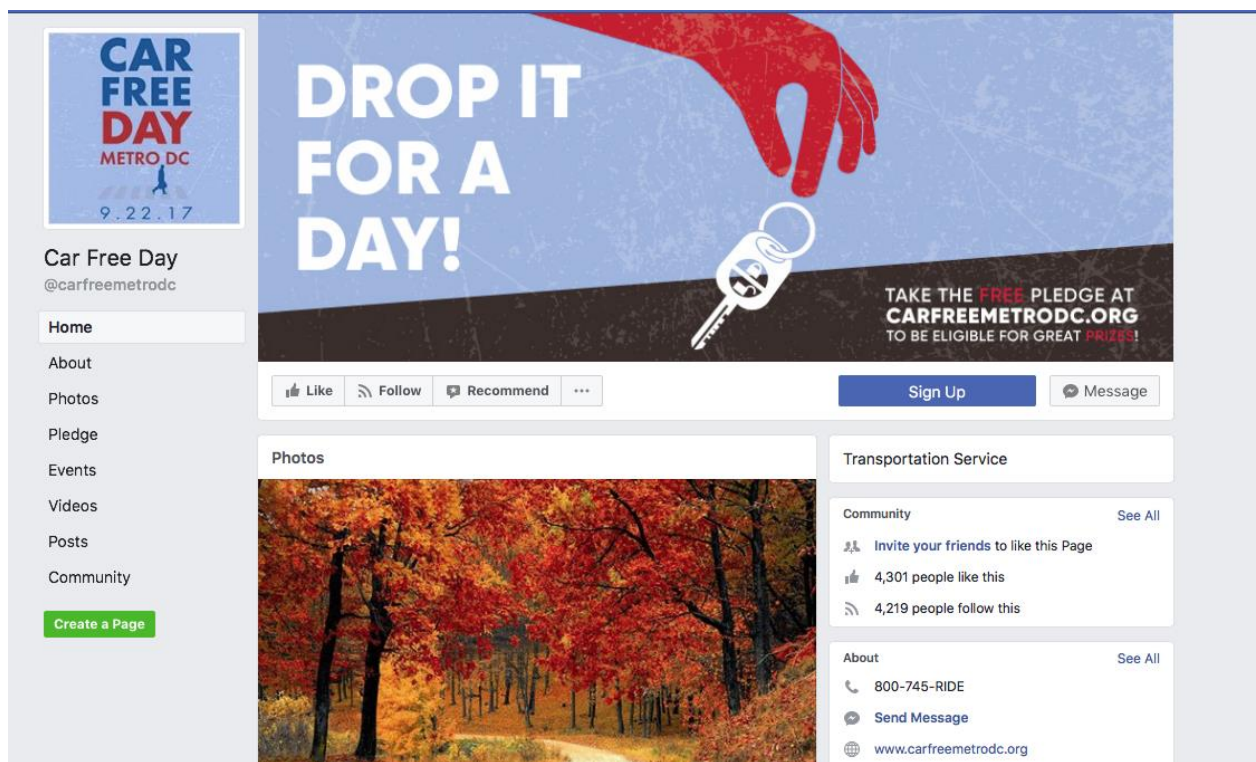 CAR
FREE
DAY
METRO DC
9.22.17
Car Free Day
@carfreemetrodc
Home
About
Photos
Pledge
Events
Videos
Posts
Community
Create a Page
DROP IT
FOR A
DAY!
TAKE THE FREE PLEDGE AT
CARFREEMETRODC.ORG
TO BE ELIGIBLE FOR GREAT PRIZES!
Like
Follow
Recommend
...
Sign Up
Message
Photos
Transportation Service
Community
See All
Invite your friends to like this Page
4,301 people like this
4,219 people follow this
About
See All
800-745-RIDE
Send Message
www.carfreemetrodc.org